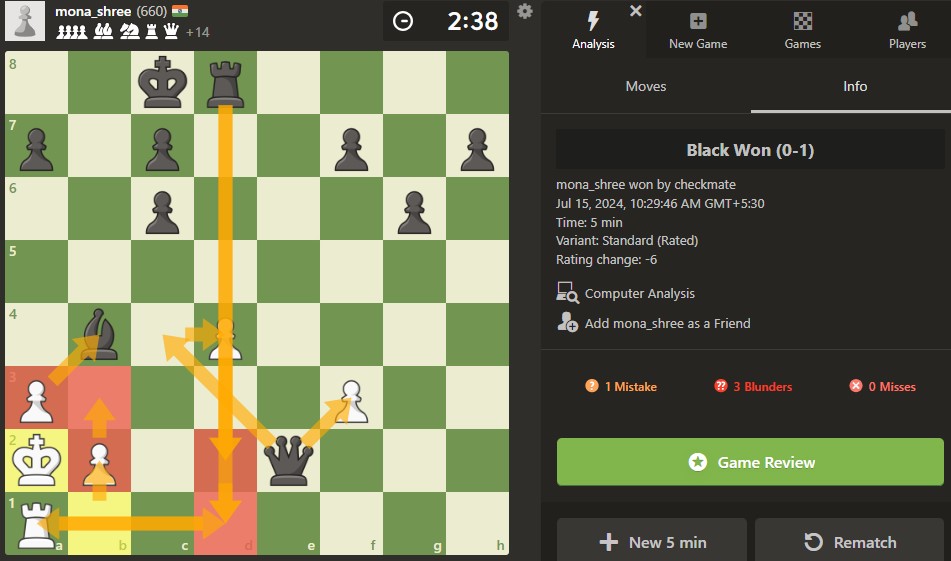 mona_shree (660)
+14
2:38
Analysis
New Game
Games
Players
Moves
Info
Black Won (0-1)
mona_shree won by checkmate
Jul 15, 2024, 10:29:46 AM GMT+5:30
Time: 5 min
Variant: Standard (Rated)
Rating change: -6
Computer Analysis
Add mona_shree as a Friend
? 1 Mistake
?? 3 Blunders
0 Misses
Game Review
New 5 min
Rematch
8
7
6
5
4
3
2
1
a b c d e f g h